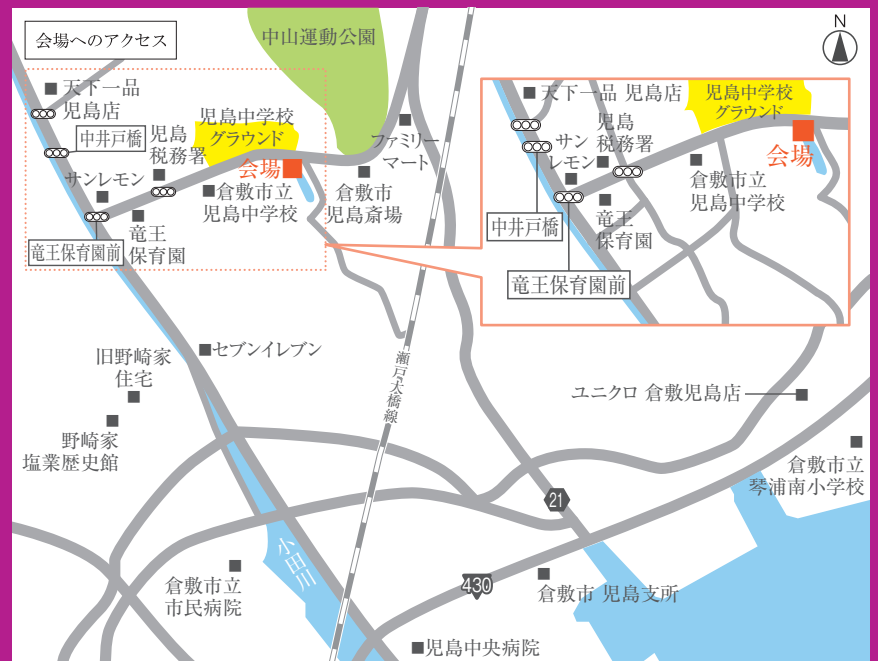 会場へのアクセス
中山運動公園
N
天下一品
児島店
中井戸橋
児島
税務署
児島中学校
グラウンド
ファミリー
マート
サンレモン
会場
倉敷市立
児島中学校
倉敷市
児島斎場
竜王
保育園
竜王保育園前
天下一品 児島店
児島中学校
グラウンド
サン
レモン
児島
税務署
会場
倉敷市立
児島中学校
中井戸橋
竜王
保育園
竜王保育園前
セブンイレブン
旧野崎家
住宅
瀬戸大橋線
ユニクロ 倉敷児島店
野崎家
塩業歴史館
倉敷市立
琴浦南小学校
21
小田川
倉敷市立
市民病院
430
倉敷市 児島支所
児島中央病院